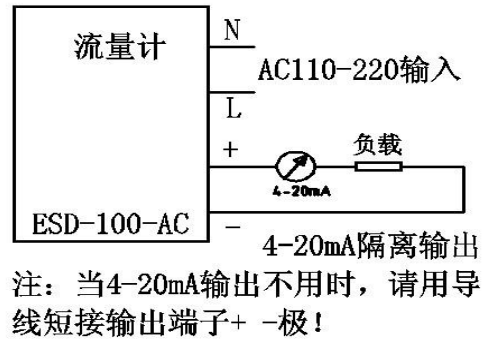 流量计
N
AC110-220输入
L
+
负载
4-20mA
ESD-100-AC
-
4-20mA隔离输出
注：当4-20mA输出不用时，请用导
线短接输出端子+ -极！